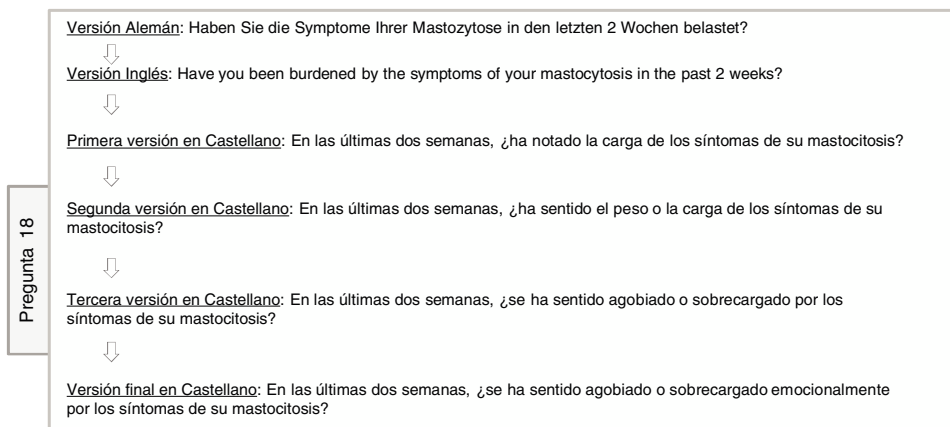 Versión Alemán: Haben Sie die Symptome Ihrer Mastozytose in den letzten 2 Wochen belastet?
Versión Inglés: Have you been burdened by the symptoms of your mastocytosis in the past 2 weeks?
Primera versión en Castellano: En las últimas dos semanas, ¿ha notado la carga de los síntomas de su mastocitosis?
Pregunta 18
Segunda versión en Castellano: En las últimas dos semanas, ¿ha sentido el peso o la carga de los síntomas de su
mastocitosis?
Tercera versión en Castellano: En las últimas dos semanas, ¿se ha sentido agobiado o sobrecargado por los
síntomas de su mastocitosis?
Versión final en Castellano: En las últimas dos semanas, ¿se ha sentido agobiado o sobrecargado emocionalmente
por los síntomas de su mastocitosis?